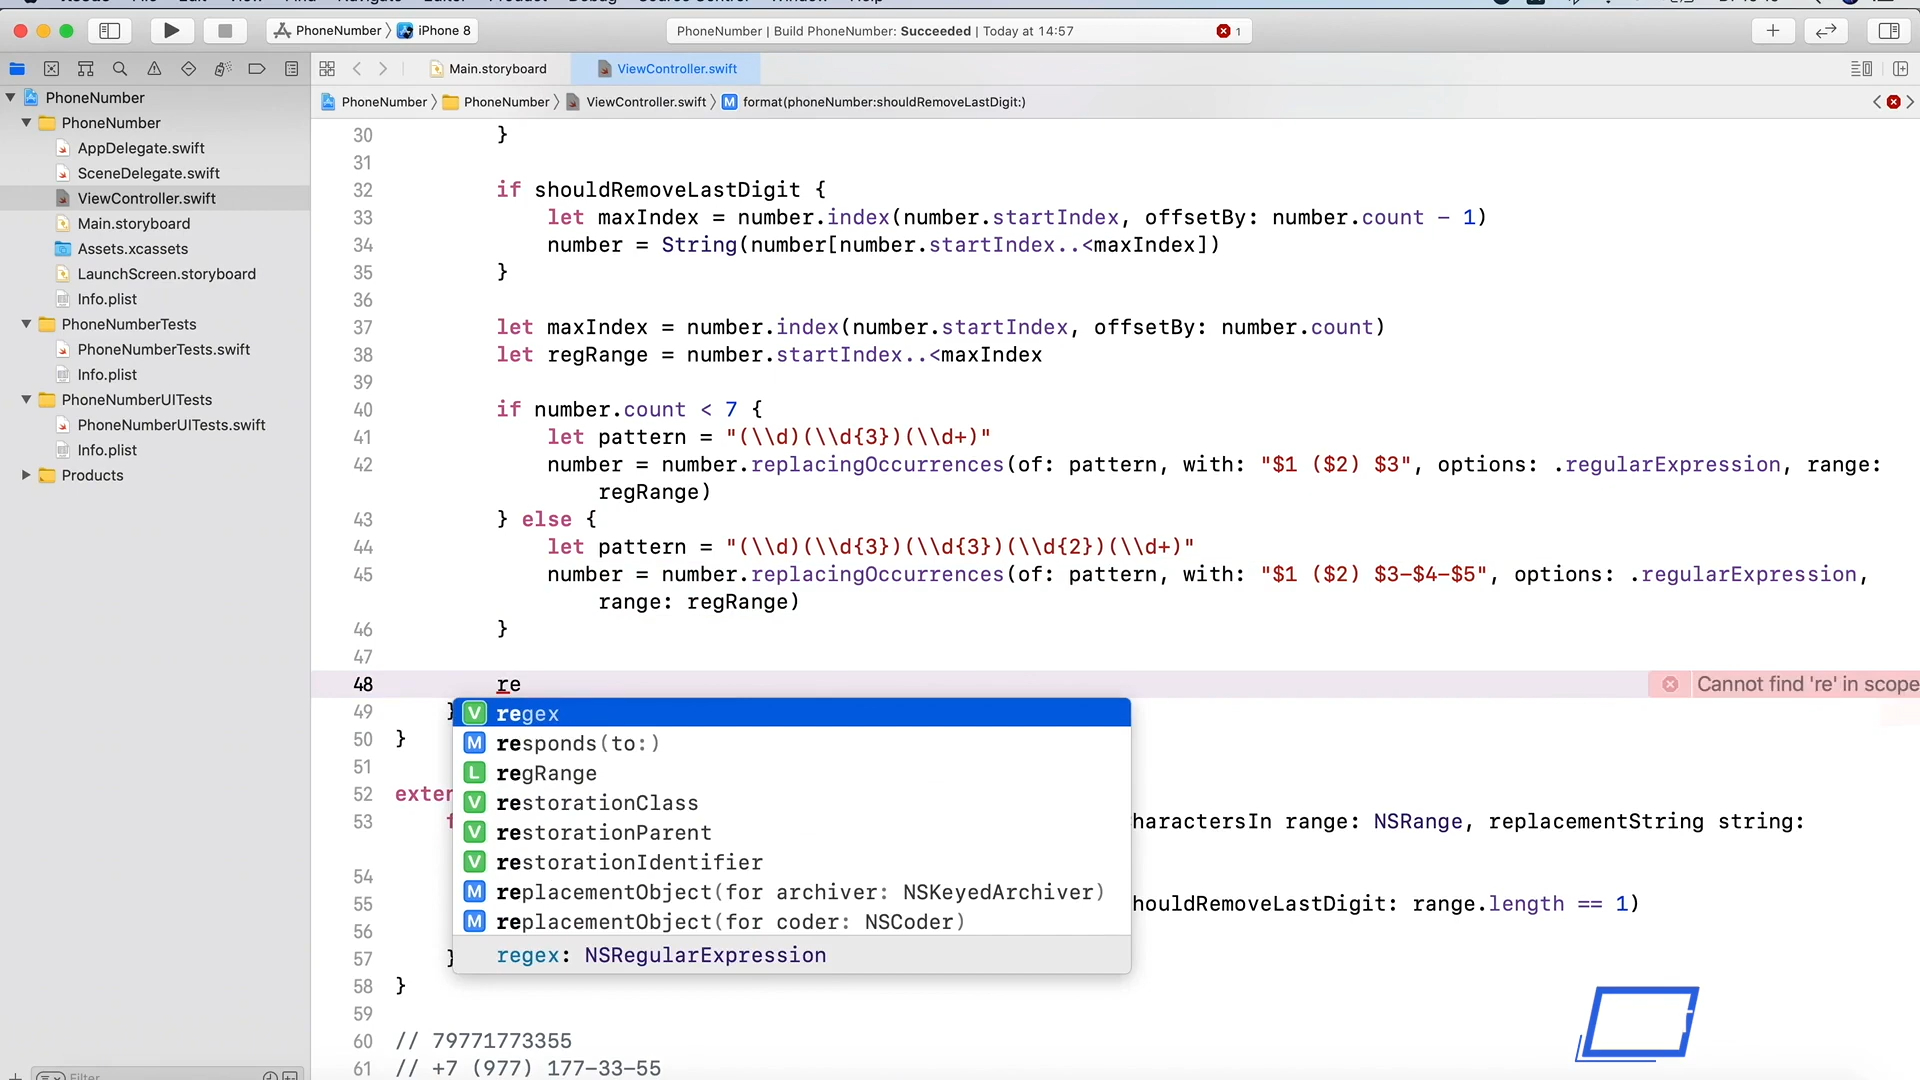 PhoneNumber
iPhone 8
PhoneNumber | Build PhoneNumber: Succeeded | Today at 14:57
1
Main.storyboard
ViewController.swift
PhoneNumber
PhoneNumber
ViewController.swift
M format(phoneNumber:shouldRemoveLastDigit:)
PhoneNumber
PhoneNumber
AppDelegate.swift
SceneDelegate.swift
ViewController.swift
Main.storyboard
Assets.xcassets
LaunchScreen.storyboard
Info.plist
PhoneNumberTests
PhoneNumberTests.swift
Info.plist
PhoneNumberUITests
PhoneNumberUITests.swift
Info.plist
Products
Filter
30 }
31
32 if shouldRemoveLastDigit {
33 let maxIndex = number.index(number.startIndex, offsetBy: number.count - 1)
34 number = String(number[number.startIndex..<maxIndex])
35 }
36
37 let maxIndex = number.index(number.startIndex, offsetBy: number.count)
38 let regRange = number.startIndex..<maxIndex
39
40 if number.count < 7 {
41 let pattern = "(\\d)(\\d{3})(\\d+)"
42 number = number.replacingOccurrences(of: pattern, with: "$1 ($2) $3", options: .regularExpression, range:
regRange)
43 } else {
44 let pattern = "(\\d)(\\d{3})(\\d{3})(\\d{2})(\\d+)"
45 number = number.replacingOccurrences(of: pattern, with: "$1 ($2) $3-$4-$5", options: .regularExpression,
range: regRange)
46 }
47
48 re
Cannot find 're' in scope
49 }
V regex
M responds(to:)
L regRange
V restorationClass
V restorationParent
V restorationIdentifier
M replacementObject(for archiver: NSKeyedArchiver)
M replacementObject(for coder: NSCoder)
regex: NSRegularExpression
50 }
51
52 exter
53 f
haractersIn range: NSRange, replacementString string:
54
55 houldRemoveLastDigit: range.length == 1)
56
57 }
58 }
59
60 // 79771773355
61 // +7 (977) 177-33-55